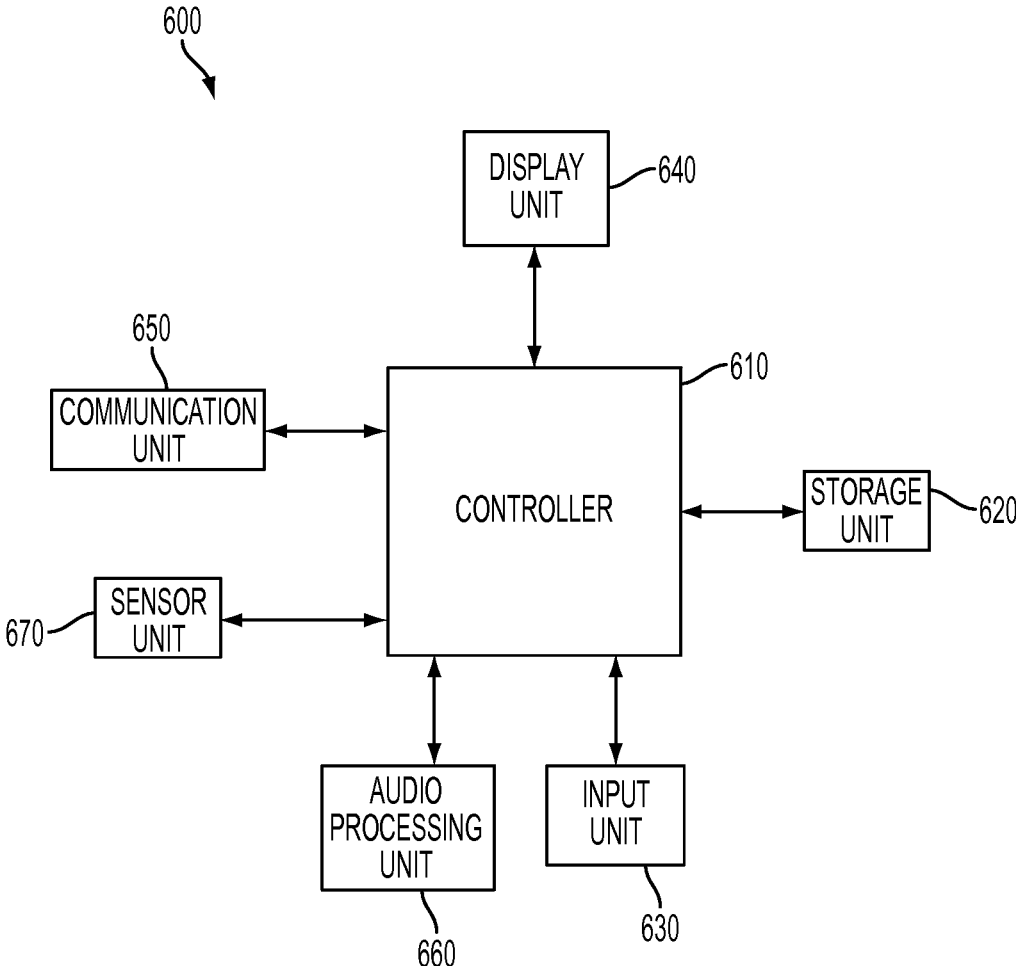 600
DISPLAY
UNIT
640
650
610
COMMUNICATION
UNIT
CONTROLLER
STORAGE
UNIT
620
SENSOR
UNIT
670
AUDIO
PROCESSING
UNIT
INPUT
UNIT
660
630